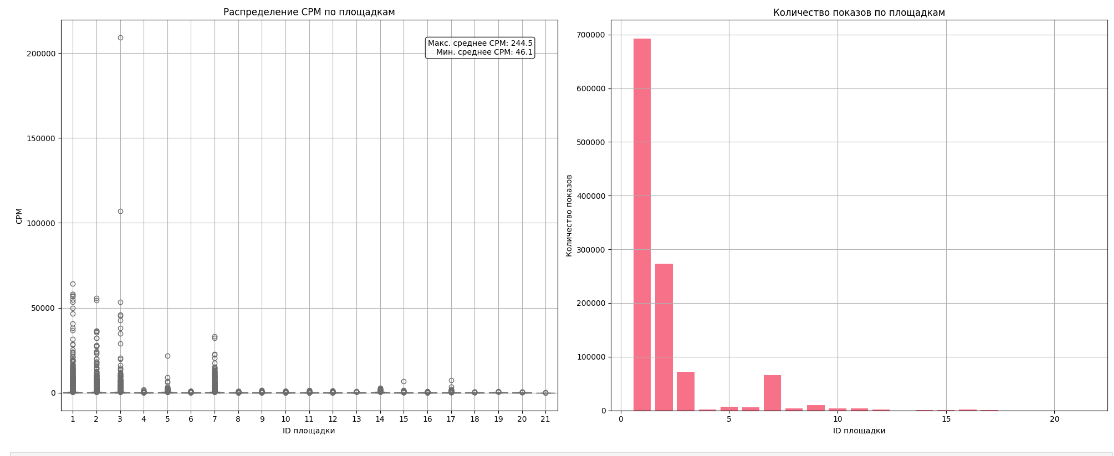 Распределение CPM по площадкам
200000
150000
100000
50000
0
CPM
Макс. среднее CPM: 244.5
Мин. среднее CPM: 46.1
1 2 3 4 5 6 7 8 9 10 11 12 13 14 15 16 17 18 19 20 21
ID площадки
Количество показов по площадкам
700000
600000
500000
400000
300000
200000
100000
0
Количество показов
0 5 10 15 20
ID площадки